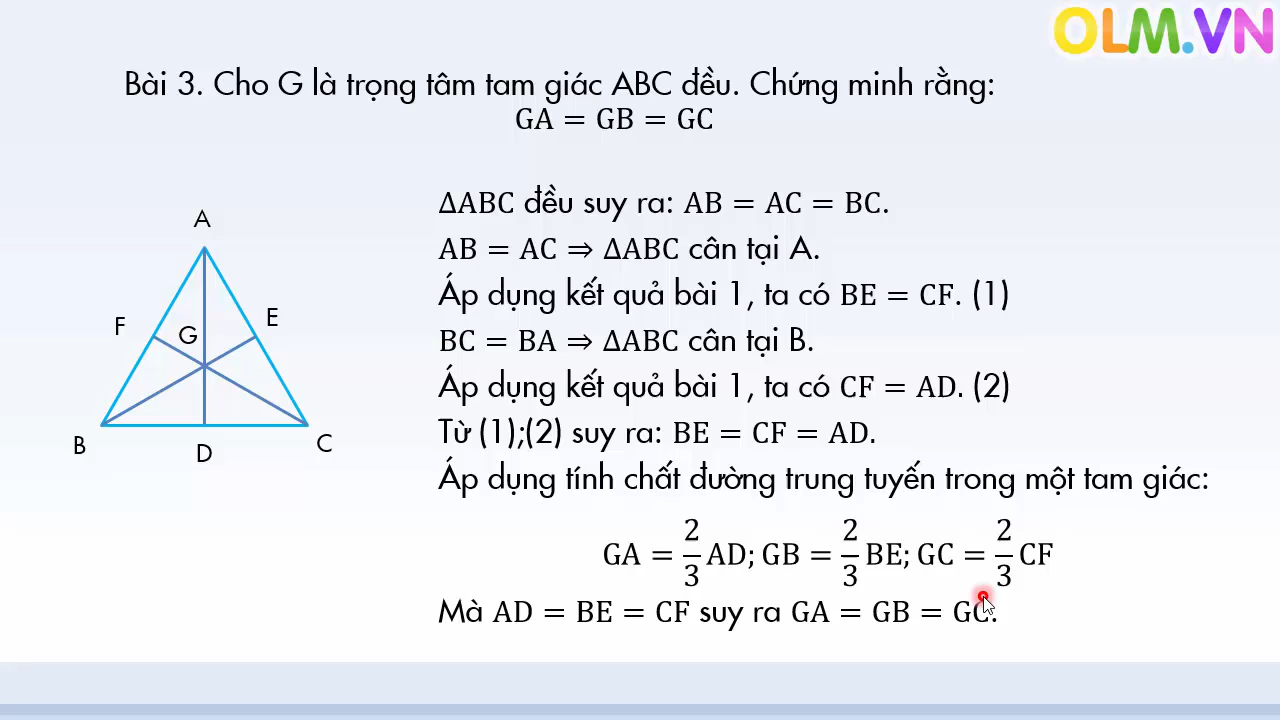 OLM.VN
Bài 3. Cho G là trọng tâm tam giác ABC đều. Chứng minh rằng:
GA = GB = GC
ΔABC đều suy ra: AB = AC = BC.
AB = AC ⇒ ΔABC cân tại A.
Áp dụng kết quả bài 1, ta có BE = CF. (1)
BC = BA ⇒ ΔABC cân tại B.
Áp dụng kết quả bài 1, ta có CF = AD. (2)
Từ (1);(2) suy ra: BE = CF = AD.
Áp dụng tính chất đường trung tuyến trong một tam giác:
GA = 2/3 AD; GB = 2/3 BE; GC = 2/3 CF
Mà AD = BE = CF suy ra GA = GB = GC.
A
F
G
E
B
D
C